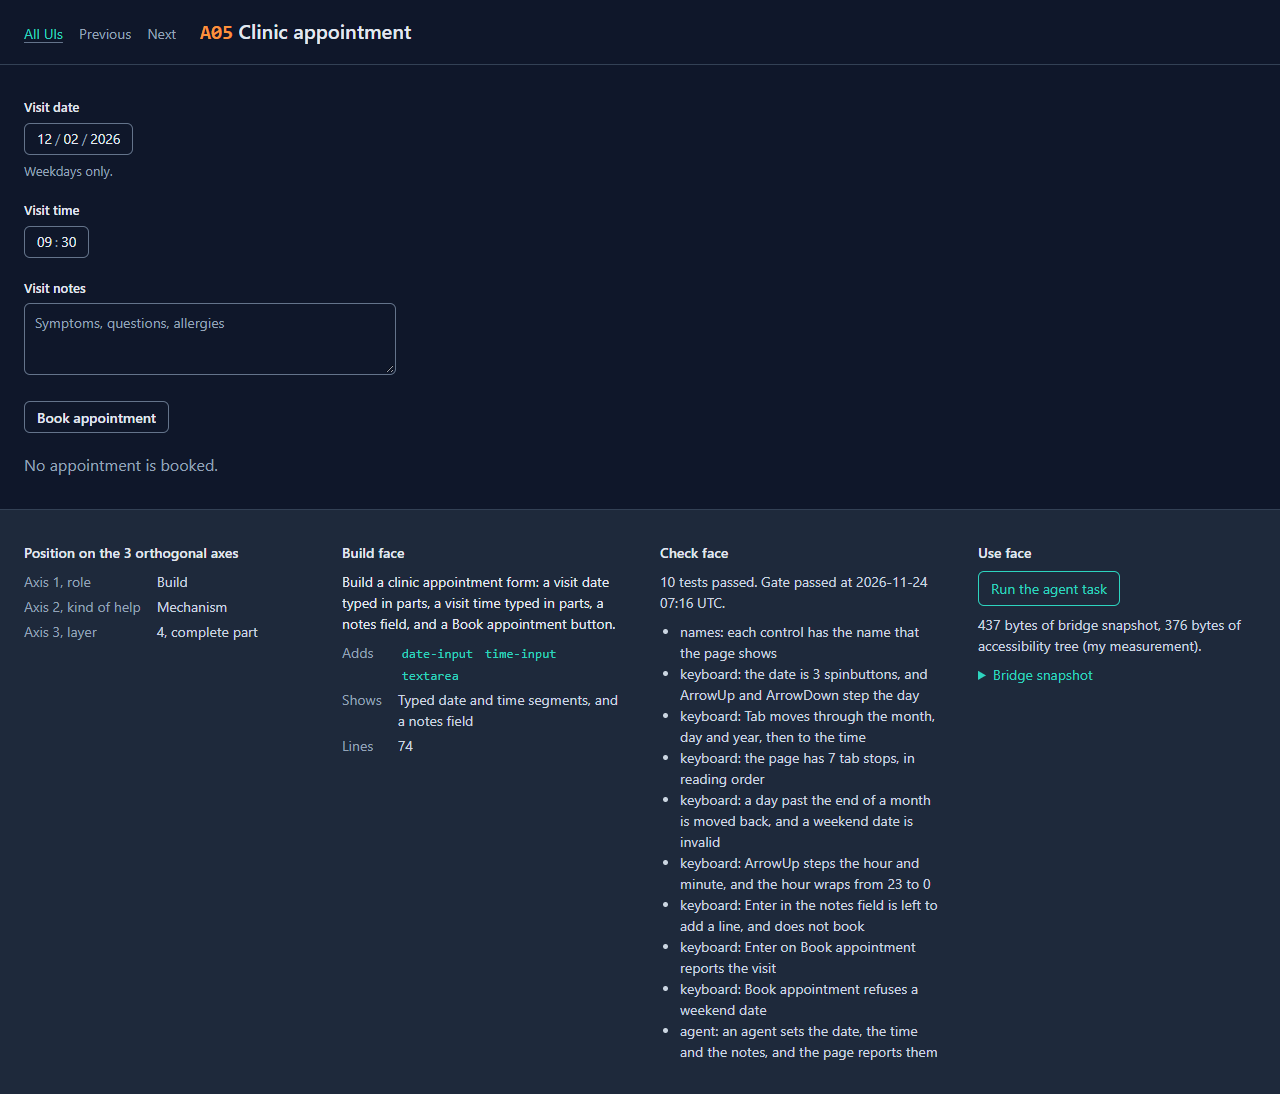 All UIs Previous Next A05 Clinic appointment
Visit date
12 / 02 / 2026
Weekdays only.
Visit time
09 : 30
Visit notes
Symptoms, questions, allergies
Book appointment
No appointment is booked.
Position on the 3 orthogonal axes
Axis 1, role Build
Axis 2, kind of help Mechanism
Axis 3, layer 4, complete part
Build face
Build a clinic appointment form: a visit date
typed in parts, a visit time typed in parts, a
notes field, and a Book appointment button.
Adds date-input time-input
textarea
Shows Typed date and time segments, and
a notes field
Lines 74
Check face
10 tests passed. Gate passed at 2026-11-24
07:16 UTC.
• names: each control has the name that
the page shows
• keyboard: the date is 3 spinbuttons, and
ArrowUp and ArrowDown step the day
• keyboard: Tab moves through the month,
day and year, then to the time
• keyboard: the page has 7 tab stops, in
reading order
• keyboard: a day past the end of a month
is moved back, and a weekend date is
invalid
• keyboard: ArrowUp steps the hour and
minute, and the hour wraps from 23 to 0
• keyboard: Enter in the notes field is left to
add a line, and does not book
• keyboard: Enter on Book appointment
reports the visit
• keyboard: Book appointment refuses a
weekend date
• agent: an agent sets the date, the time
and the notes, and the page reports them
Use face
Run the agent task
437 bytes of bridge snapshot, 376 bytes of
accessibility tree (my measurement).
▶ Bridge snapshot